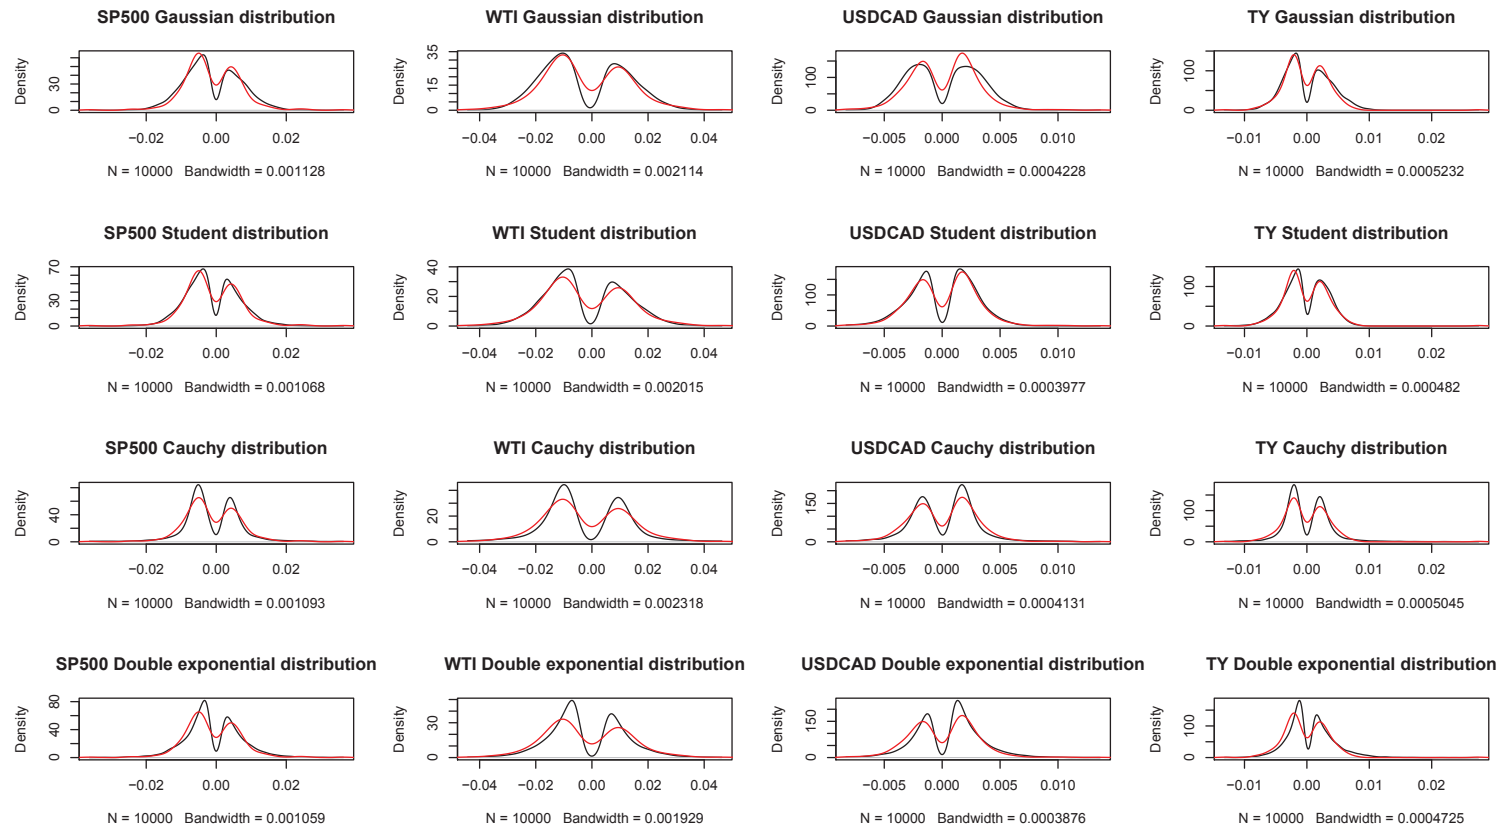 SP500 Gaussian distribution
Density
30
0
−0.02 0.00 0.02
N = 10000 Bandwidth = 0.001128
WTI Gaussian distribution
Density
35
15
0
−0.04 −0.02 0.00 0.02 0.04
N = 10000 Bandwidth = 0.002114
USDCAD Gaussian distribution
Density
100
0
−0.005 0.000 0.005 0.010
N = 10000 Bandwidth = 0.0004228
TY Gaussian distribution
Density
100
0
−0.01 0.00 0.01 0.02
N = 10000 Bandwidth = 0.0005232
SP500 Student distribution
Density
70
30
0
−0.02 0.00 0.02
N = 10000 Bandwidth = 0.001068
WTI Student distribution
Density
40
20
0
−0.04 −0.02 0.00 0.02 0.04
N = 10000 Bandwidth = 0.002015
USDCAD Student distribution
Density
100
0
−0.005 0.000 0.005 0.010
N = 10000 Bandwidth = 0.0003977
TY Student distribution
Density
100
0
−0.01 0.00 0.01 0.02
N = 10000 Bandwidth = 0.000482
SP500 Cauchy distribution
Density
40
0
−0.02 0.00 0.02
N = 10000 Bandwidth = 0.001093
WTI Cauchy distribution
Density
20
0
−0.04 −0.02 0.00 0.02 0.04
N = 10000 Bandwidth = 0.002318
USDCAD Cauchy distribution
Density
150
0
−0.005 0.000 0.005 0.010
N = 10000 Bandwidth = 0.0004131
TY Cauchy distribution
Density
100
0
−0.01 0.00 0.01 0.02
N = 10000 Bandwidth = 0.0005045
SP500 Double exponential distribution
Density
80
40
0
−0.02 0.00 0.02
N = 10000 Bandwidth = 0.001059
WTI Double exponential distribution
Density
30
0
−0.04 −0.02 0.00 0.02 0.04
N = 10000 Bandwidth = 0.001929
USDCAD Double exponential distribution
Density
150
0
−0.005 0.000 0.005 0.010
N = 10000 Bandwidth = 0.0003876
TY Double exponential distribution
Density
100
0
−0.01 0.00 0.01 0.02
N = 10000 Bandwidth = 0.0004725